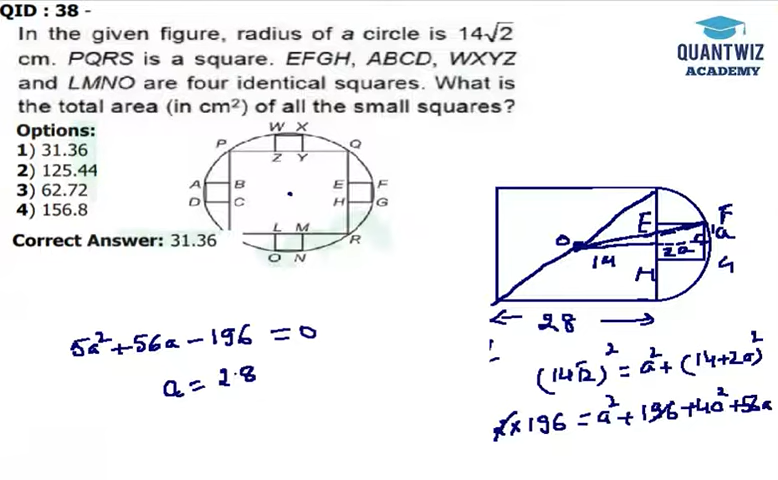 QID : 38 -
In the given figure, radius of a circle is 14√2
cm. PQRS is a square. EFGH, ABCD, WXYZ
and LMNO are four identical squares. What is
the total area (in cm²) of all the small squares?
QUANTWIZ
ACADEMY
Options:
1) 31.36
2) 125.44
3) 62.72
4) 156.8
Correct Answer: 31.36
W X
P Q
Z Y
A B E F
D C H G
L M
R
O N
E F
a
O
2a
14
H G
28
5a² + 56a - 196 = 0
a = 2.8
(14√2)² = a² + (14+2a)²
2 × 196 = a² + 196 + 4a² + 56a